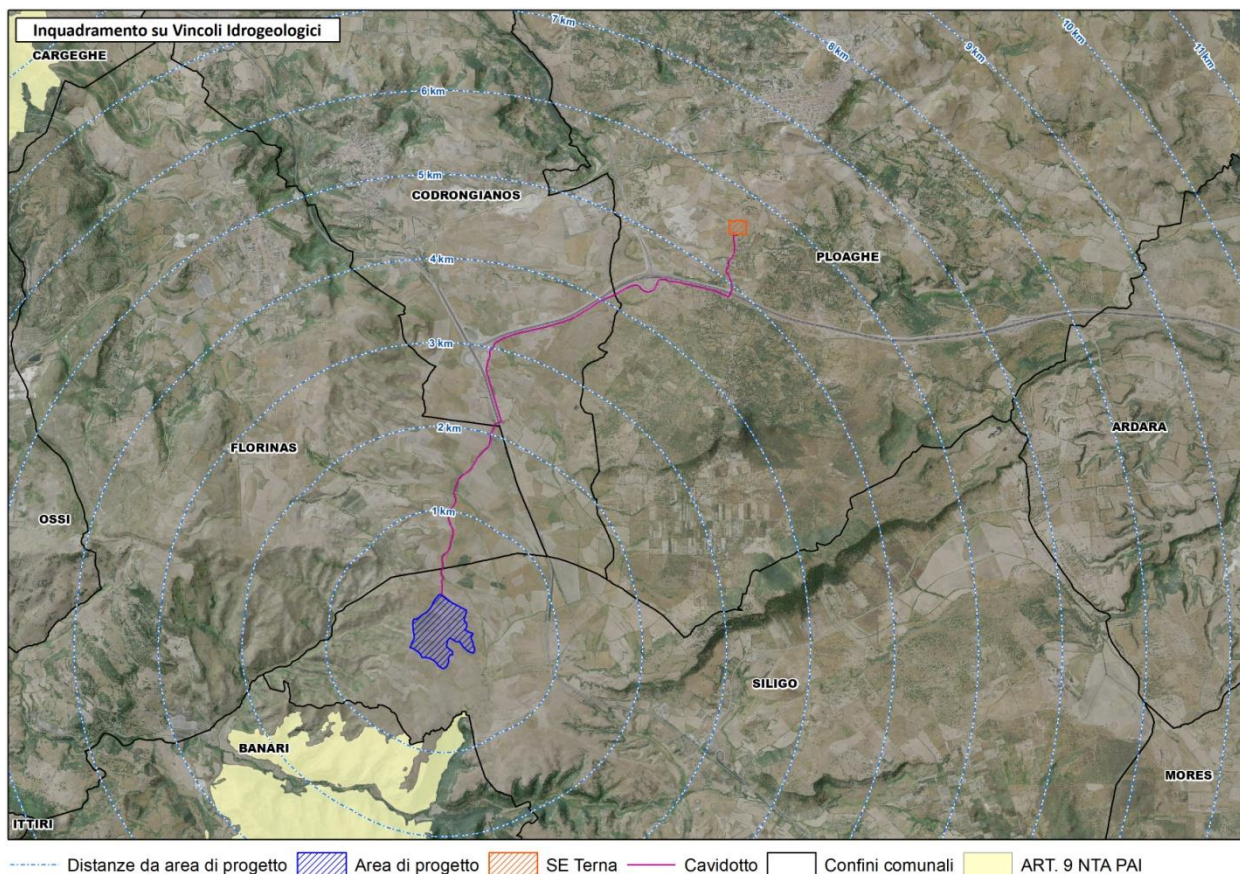 Inquadramento su Vincoli Idrogeologici
CARGEGHE
7 km
8 km
9 km
10 km
11 km
6 km
5 km
CODRONGIANOS
4 km
PLOAGHE
3 km
2 km
FLORINAS
ARDARA
1 km
OSSI
SILIGO
BANARI
MORES
ITTIRI
Distanze da area di progetto Area di progetto SE Terna Cavidotto Confini comunali ART. 9 NTA PAI